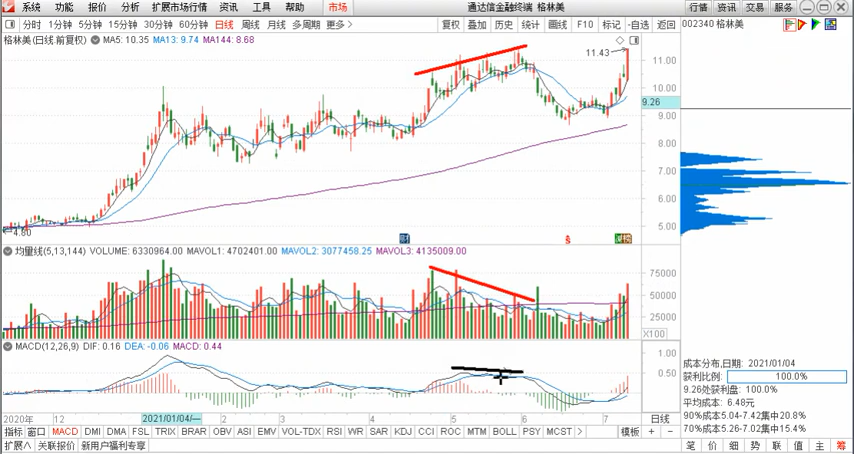 系统 功能 报价 分析 扩展市场行情 资讯 工具 帮助 市场 通达信金融终端 格林美 行情 资讯 交易 服务
分时 1分钟 5分钟 15分钟 30分钟 60分钟 日线 周线 月线 多周期 更多> 复权 叠加 历史 统计 画线 F10 标记 -自选 返回 002340 格林美
格林美(日线.前复权) MA5: 10.35 MA13: 9.74 MA144: 8.68
11.43
11.00
10.00
9.26
9.00
8.00
7.00
6.00
5.00
4.80
财
S
均量线(5,13,144) VOLUME: 6330964.00 MAVOL1: 4702401.00 MAVOL2: 3077458.25 MAVOL3: 4135009.00
75000
50000
25000
X100
MACD(12,26,9) DIF: 0.16 DEA: -0.06 MACD: 0.44
1.00
0.50
成本分布,日期: 2021/01/04
获利比例: 100.0%
9.26处获利盘: 100.0%
平均成本: 6.48元
90%成本5.04-7.42集中20.8%
70%成本5.26-7.02集中15.4%
2020年 12 2021/01/04/一 2 3 4 5 6 7 日线
指标 窗口 MACD DMI DMA FSL TRIX BRAR OBV ASI EMV VOL-TDX RSI WR SAR KDJ CCI ROC MTM BOLL PSY MCST > 模板 + −
扩展∧ 关联报价 新用户福利专享 笔 价 细 势 联 值 主 筹